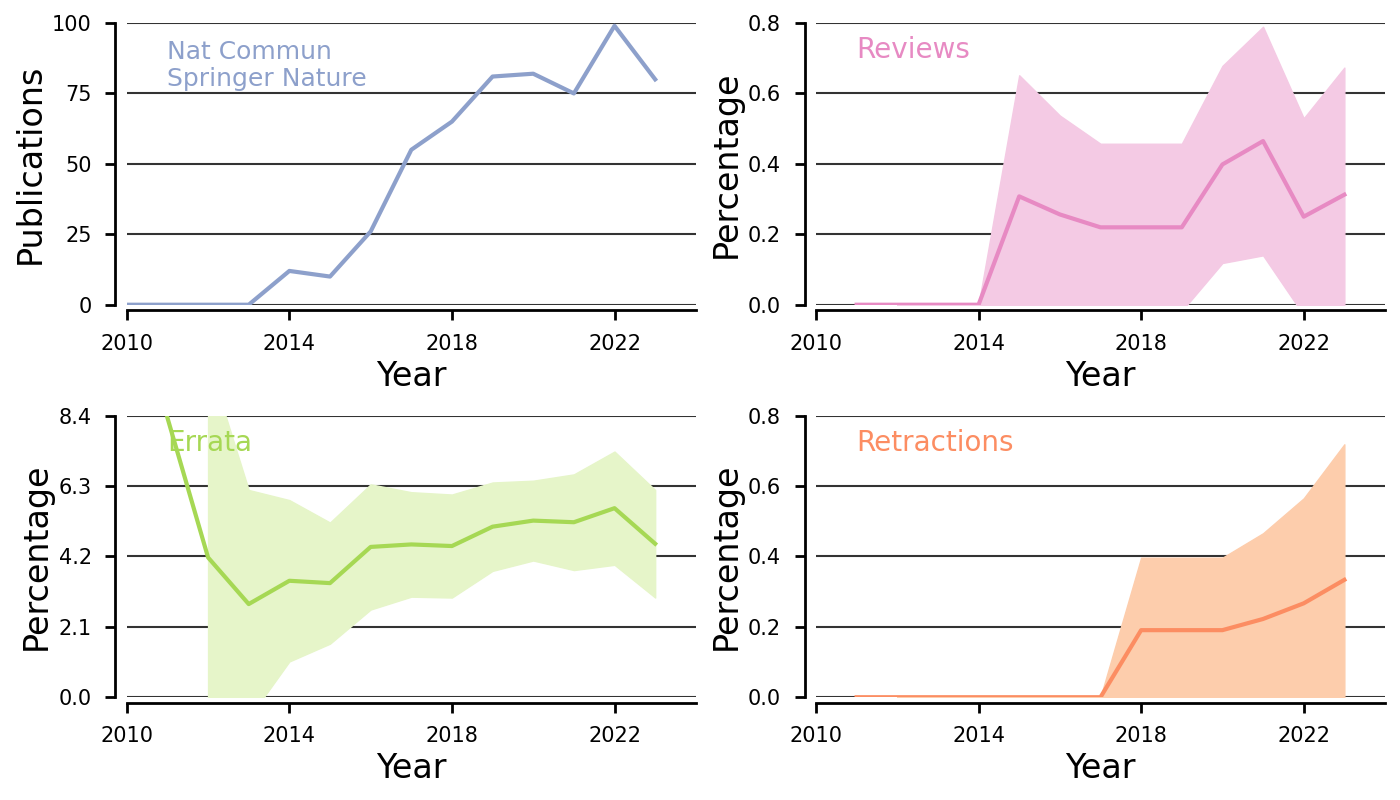 Publications
100
75
50
25
0
Nat Commun
Springer Nature
2010 2014 2018 2022
Year
Percentage
0.8
0.6
0.4
0.2
0.0
Reviews
2010 2014 2018 2022
Year
Percentage
8.4
6.3
4.2
2.1
0.0
Errata
2010 2014 2018 2022
Year
Percentage
0.8
0.6
0.4
0.2
0.0
Retractions
2010 2014 2018 2022
Year